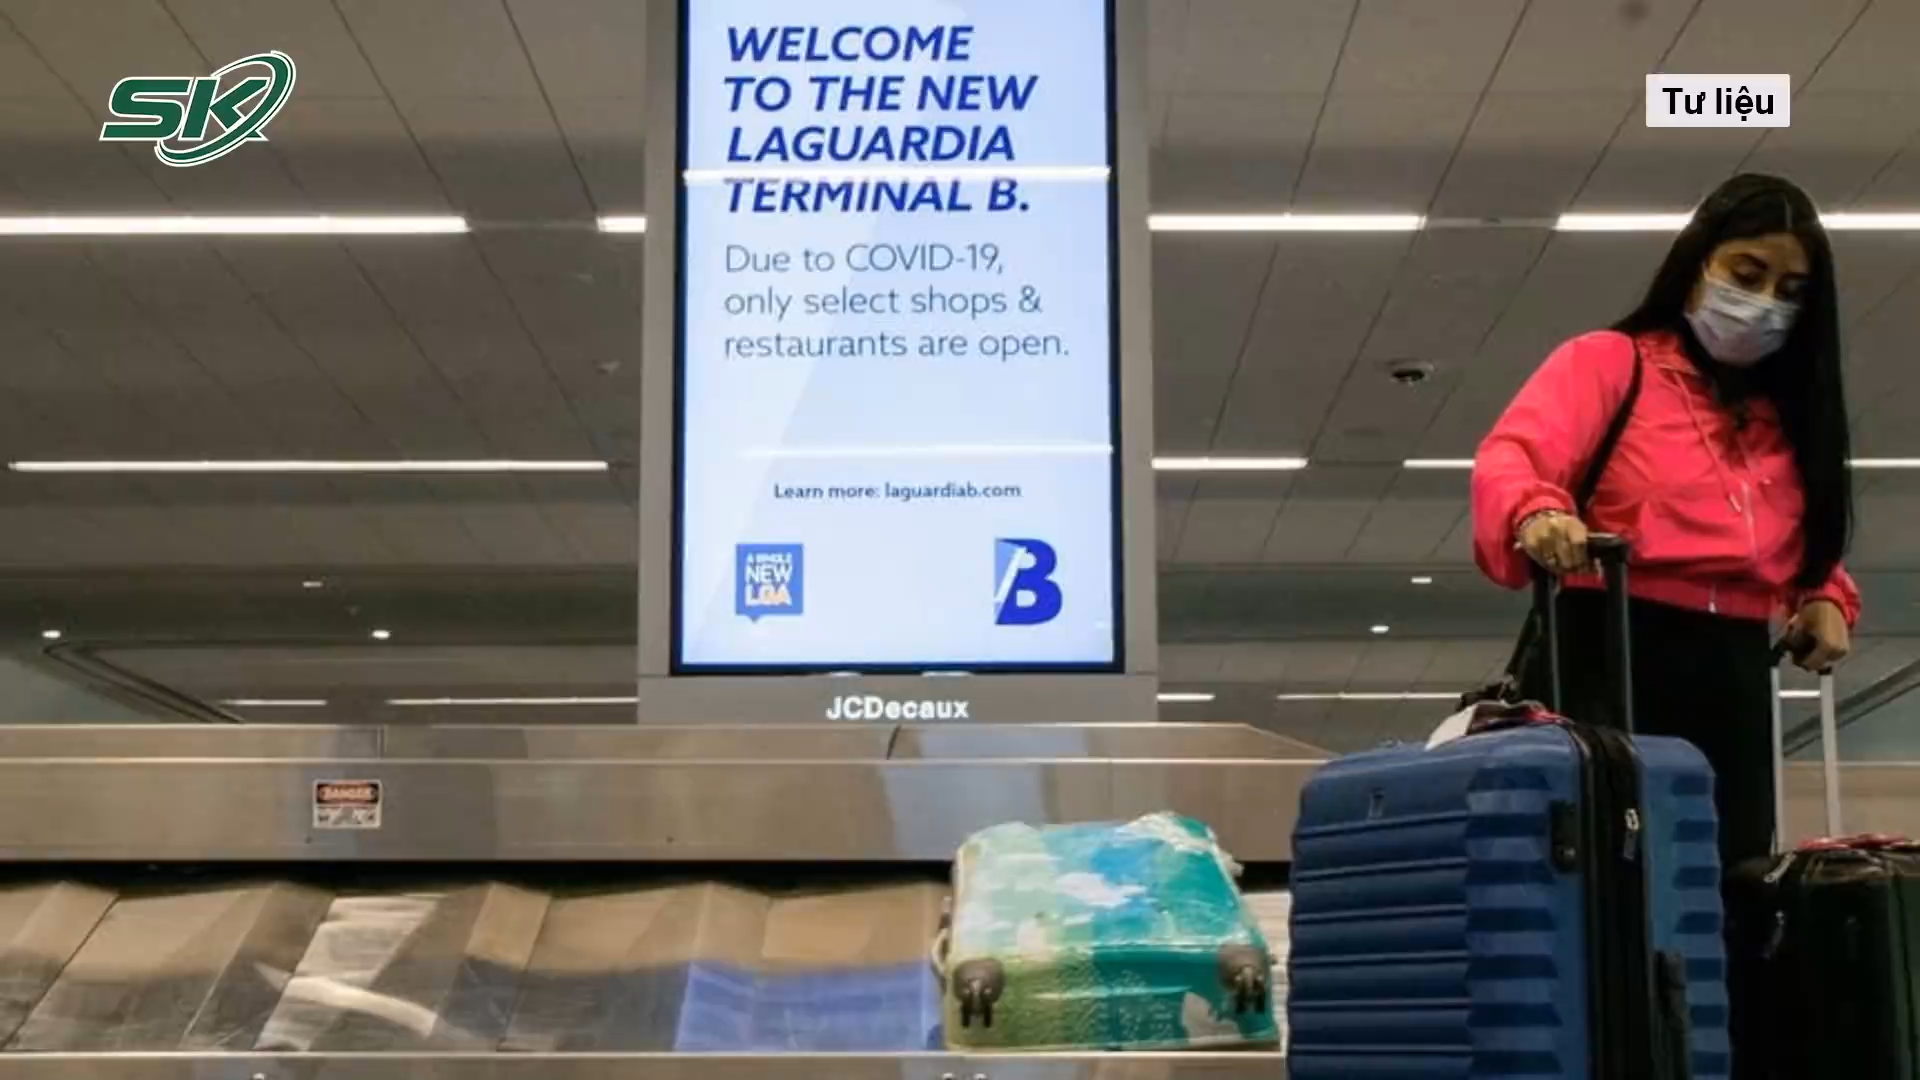 SK
Tư liệu
WELCOME
TO THE NEW
LAGUARDIA
TERMINAL B.
Due to COVID-19,
only select shops &
restaurants are open.
Learn more: laguardiab.com
A WHOLE
NEW
LGA
B
JCDecaux
DANGER